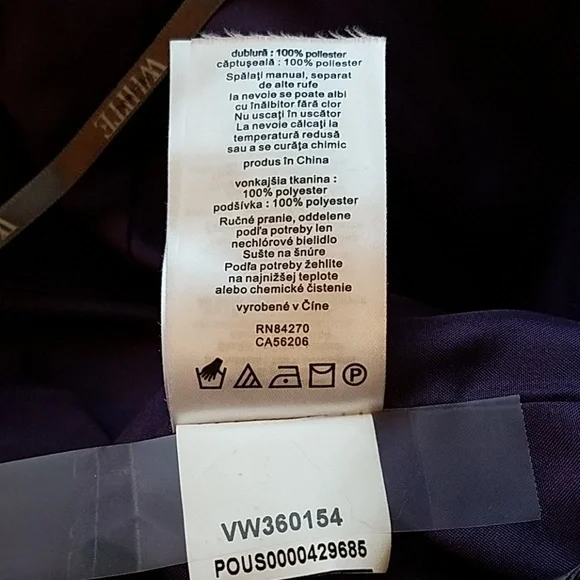 WHITE
dublură : 100% poliester
căptușeală : 100% poliester
Spălați manual, separat
de alte rufe
la nevoie se poate albi
cu înălbitor fără clor
Nu uscați în uscător
La nevoie călcați la
temperatură redusă
sau a se curăța chimic
produs în China
vonkajšia tkanina :
100% polyester
podšívka : 100% polyester
Ručné pranie, oddelene
podľa potreby len
nechlórové bielidlo
Sušte na šnúre
Podľa potreby žehlite
na najnižšej teplote
alebo chemické čistenie
vyrobené v Číne
RN84270
CA56206
P
VW360154
POUS0000429685